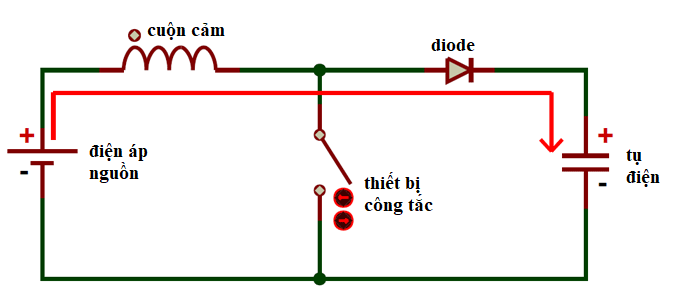 cuộn cảm
diode
+
-
điện áp
nguồn
thiết bị
công tắc
+
-
tụ
điện